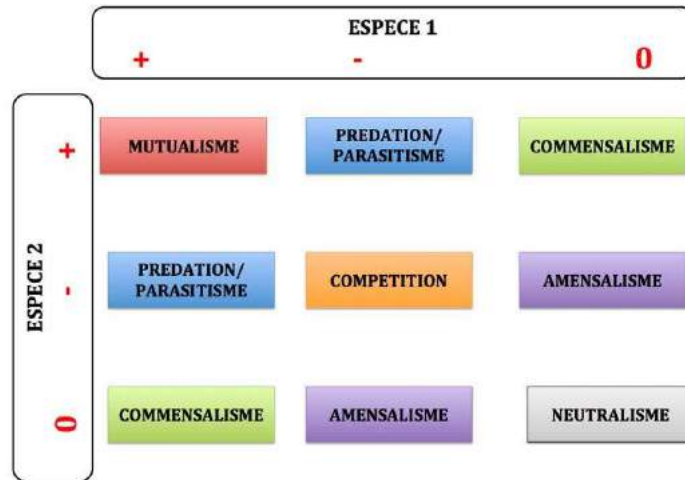 ESPECE 1
+ - 0
ESPECE 2
+
MUTUALISME
PREDATION/
PARASITISME
COMMENSALISME
-
PREDATION/
PARASITISME
COMPETITION
AMENSALISME
0
COMMENSALISME
AMENSALISME
NEUTRALISME